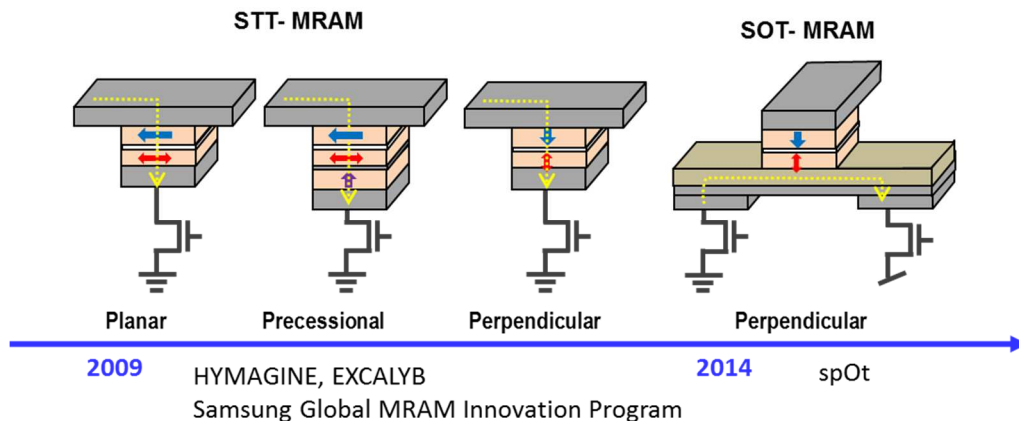 STT- MRAM
SOT- MRAM
Planar
Precessional
Perpendicular
Perpendicular
2009
2014
spOt
HYMAGINE, EXCALYB
Samsung Global MRAM Innovation Program